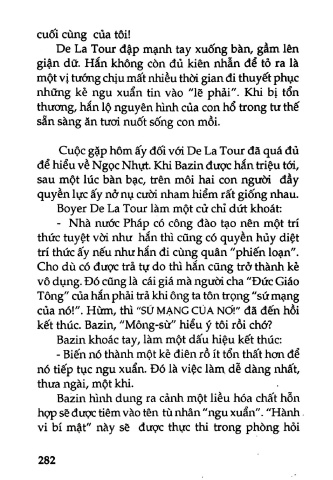 cuối cùng của tôi!
De La Tour đập mạnh tay xuống bàn, gầm lên
giận dữ. Hắn không còn đủ kiên nhẫn để tỏ ra là
một vị tướng chịu mất nhiều thời gian đi thuyết phục
những kẻ ngu xuẩn tin vào "lẽ phải". Khi bị tổn
thương, hắn lộ nguyên hình của con hổ trong tư thế
sẵn sàng ăn tươi nuốt sống con mồi.
Cuộc gặp hôm ấy đối với De La Tour đã quá đủ
để hiểu về Ngọc Nhựt. Khi Bazin được hắn triệu tới,
sau một lúc bàn bạc, trên môi hai con người đầy
quyền lực ấy nở nụ cười nham hiểm rất giống nhau.
Boyer De La Tour làm một cử chỉ dứt khoát:
- Nhà nước Pháp có công đào tạo nên một trí
thức tuyệt vời như hắn thì cũng có quyền hủy diệt
trí thức ấy nếu như hắn đi cùng quân "phiến loạn".
Cho dù có được trả tự do thì hắn cũng trở thành kẻ
vô dụng. Đó cũng là cái giá mà người cha "Đức Giáo
Tông" của hắn phải trả khi ông ta tôn trọng "sứ mạng
của nó!". Hừm, thì "SỨ MẠNG CỦA NÓ!" đã đến hồi
kết thúc. Bazin, "Mông-sừ" hiểu ý tôi rồi chớ?
Bazin khoác tay, làm một dấu hiệu kết thúc:
- Biến nó thành một kẻ điên rồ ít tổn thất hơn để
nó tiếp tục ngu xuẩn. Đó là việc làm dễ dàng nhất,
thưa ngài, một khi.
Bazin hình dung ra cảnh một liều hóa chất hỗn
hợp sẽ được tiêm vào tên tù nhân "ngu xuẩn". "Hành
vi bí mật" này sẽ được thực thi trong phòng hỏi
282